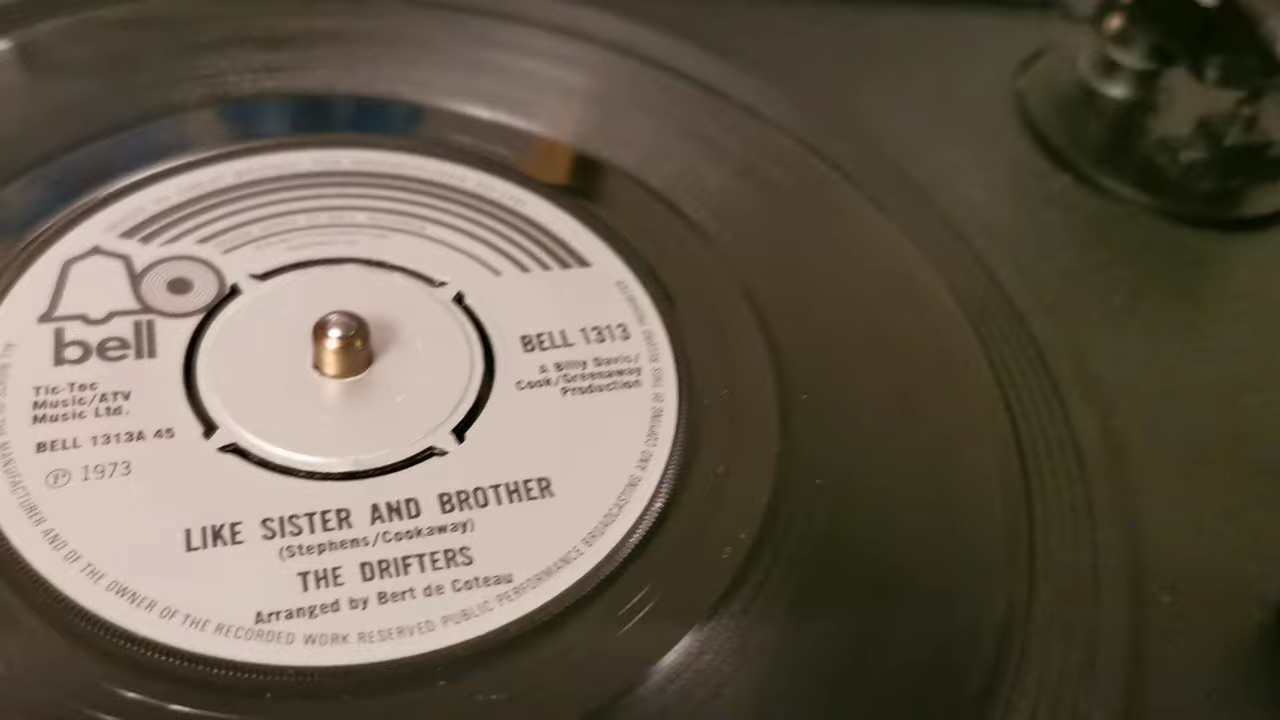 bell
BELL 1313
A Billy Davis/
Cook/Greenaway
Production
Tic-Toc
Music/ATV
Music Ltd.
BELL 1313A 45
Ⓟ 1973
LIKE SISTER AND BROTHER
(Stephens/Cookaway)
THE DRIFTERS
Arranged by Bert de Coteau
MANUFACTURER AND OF THE OWNER OF THE RECORDED WORK RESERVED PUBLIC PERFORMANCE BROADCASTING AND COPYING OF THIS RECORD PROHIBITED